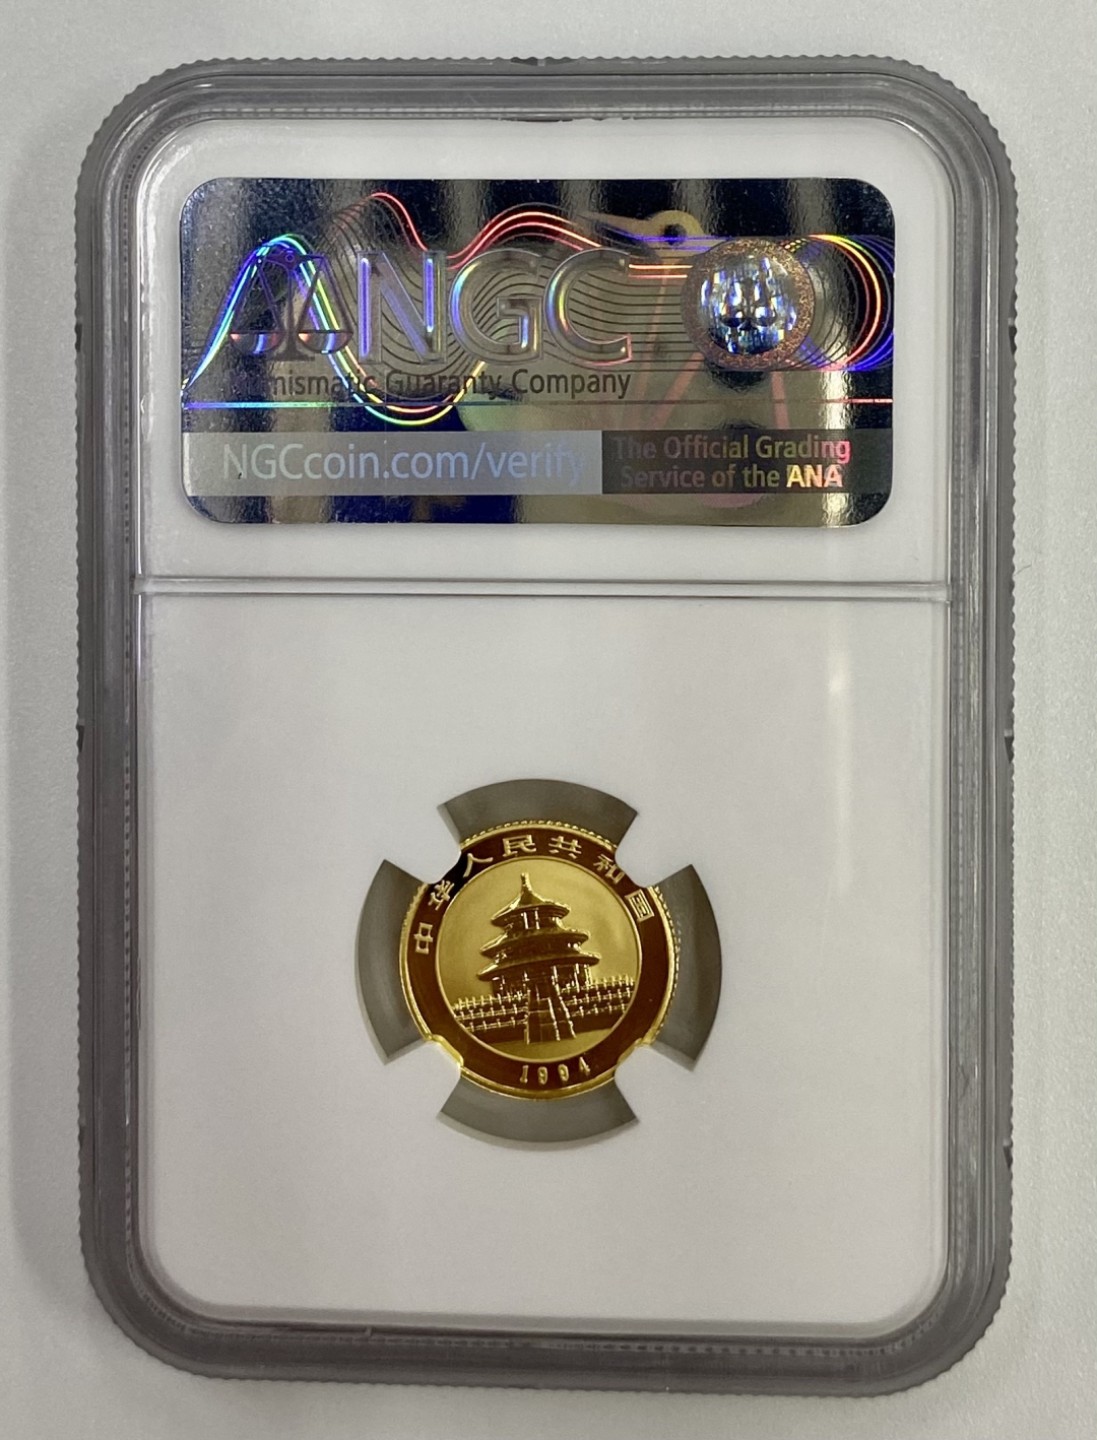 NGC
Numismatic Guaranty Company
NGCcoin.com/verify
The Official Grading
Service of the ANA
中华人民共和国
1994